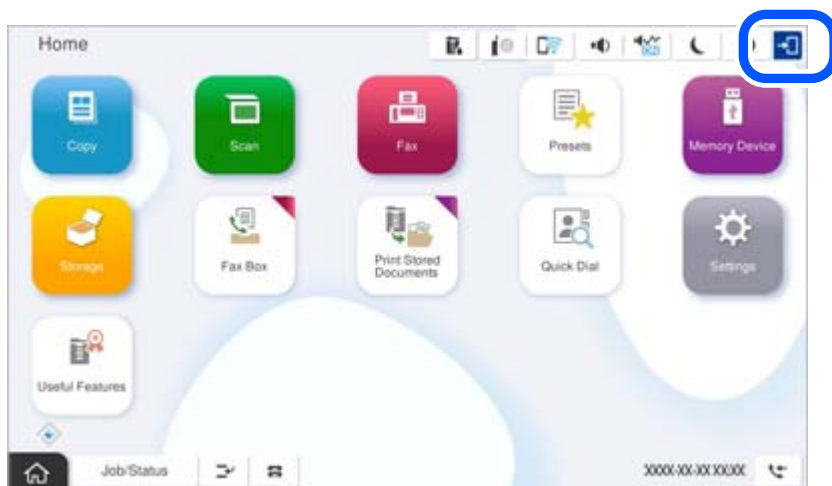 Home
Copy
Scan
Fax
Presets
Memory Device
Storage
Fax Box
Print Stored
Documents
Quick Dial
Settings
Useful Features
Job/Status
XXXX-XX-XX XX:XX